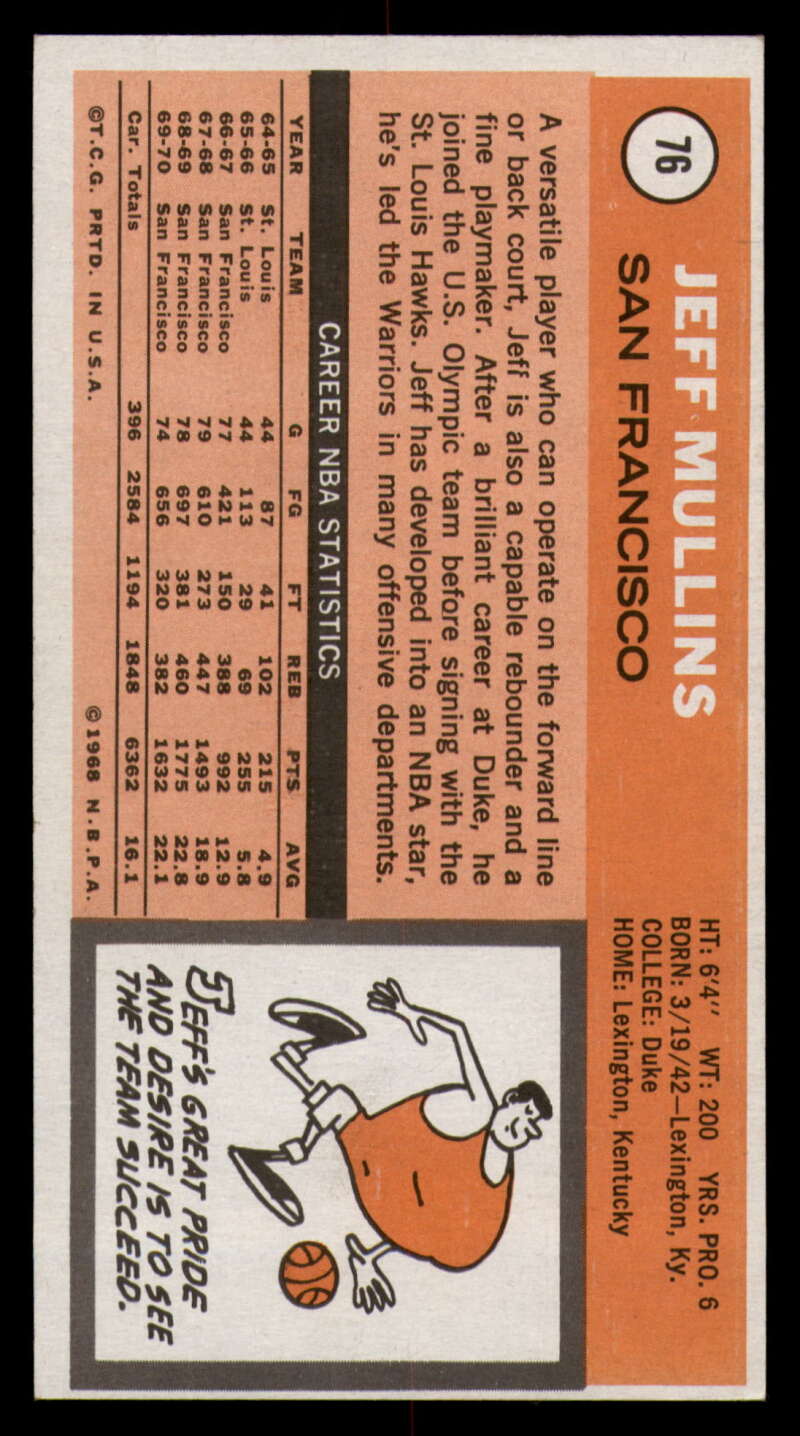 76
JEFF MULLINS
SAN FRANCISCO
HT: 6'4" WT: 200 YRS. PRO. 6
BORN: 3/19/42—Lexington, Ky.
COLLEGE: Duke
HOME: Lexington, Kentucky
A versatile player who can operate on the forward line
or back court, Jeff is also a capable rebounder and a
fine playmaker. After a brilliant career at Duke, he
joined the U.S. Olympic team before signing with the
St. Louis Hawks. Jeff has developed into an NBA star,
he's led the Warriors in many offensive departments.
CAREER NBA STATISTICS
YEAR TEAM G FG FT REB PTS AVG
64-65 St. Louis 44 87 41 102 215 4.9
65-66 St. Louis 44 113 29 69 255 5.8
66-67 San Francisco 77 421 150 388 992 12.9
67-68 San Francisco 79 610 273 447 1493 18.9
68-69 San Francisco 78 697 381 460 1775 22.8
69-70 San Francisco 74 656 320 382 1632 22.1
Car. Totals 396 2584 1194 1848 6362 16.1
©T.C.G. PRTD. IN U.S.A. ©1968 N.B.P.A.
JEFF'S GREAT PRIDE
AND DESIRE IS TO SEE
THE TEAM SUCCEED.